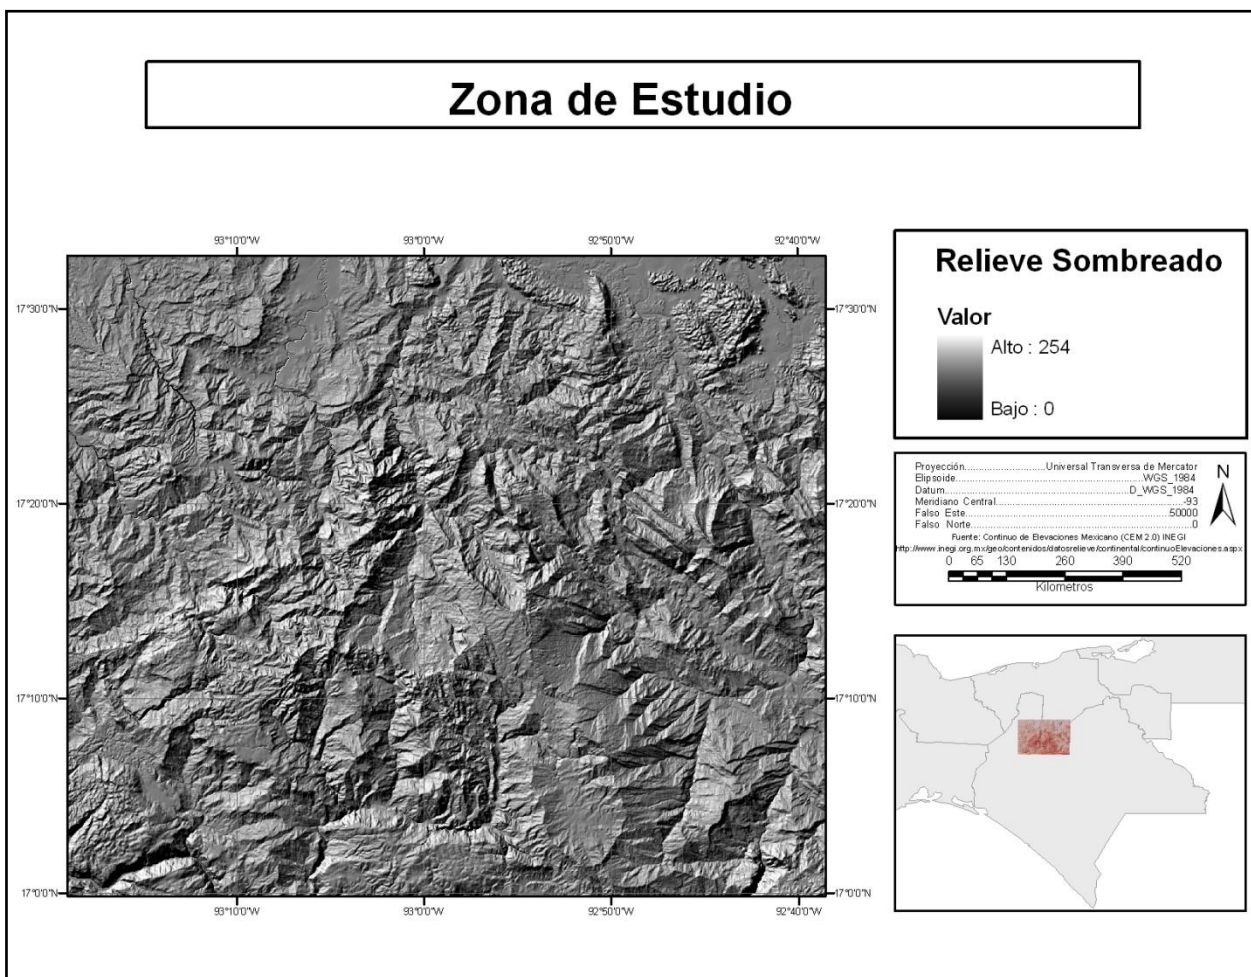 Zona de Estudio
93°10'0"W 93°0'0"W 92°50'0"W 92°40'0"W
17°30'0"N 17°30'0"N
17°20'0"N 17°20'0"N
17°10'0"N 17°10'0"N
17°0'0"N 17°0'0"N
93°10'0"W 93°0'0"W 92°50'0"W 92°40'0"W
Relieve Sombreado
Valor
Alto : 254
Bajo : 0
Proyección............................Universal Transversa de Mercator
Elipsoide............................................WGS_1984
Datum............................................D_WGS_1984
Meridiano Central............................................-93
Falso Este............................................50000
Falso Norte............................................0
N
Fuente: Continuo de Elevaciones Mexicano (CEM 2.0) INEGI
http://www.inegi.org.mx/geo/contenidos/datosrelieve/continental/continuoElevaciones.aspx
0 65 130 260 390 520
Kilometros